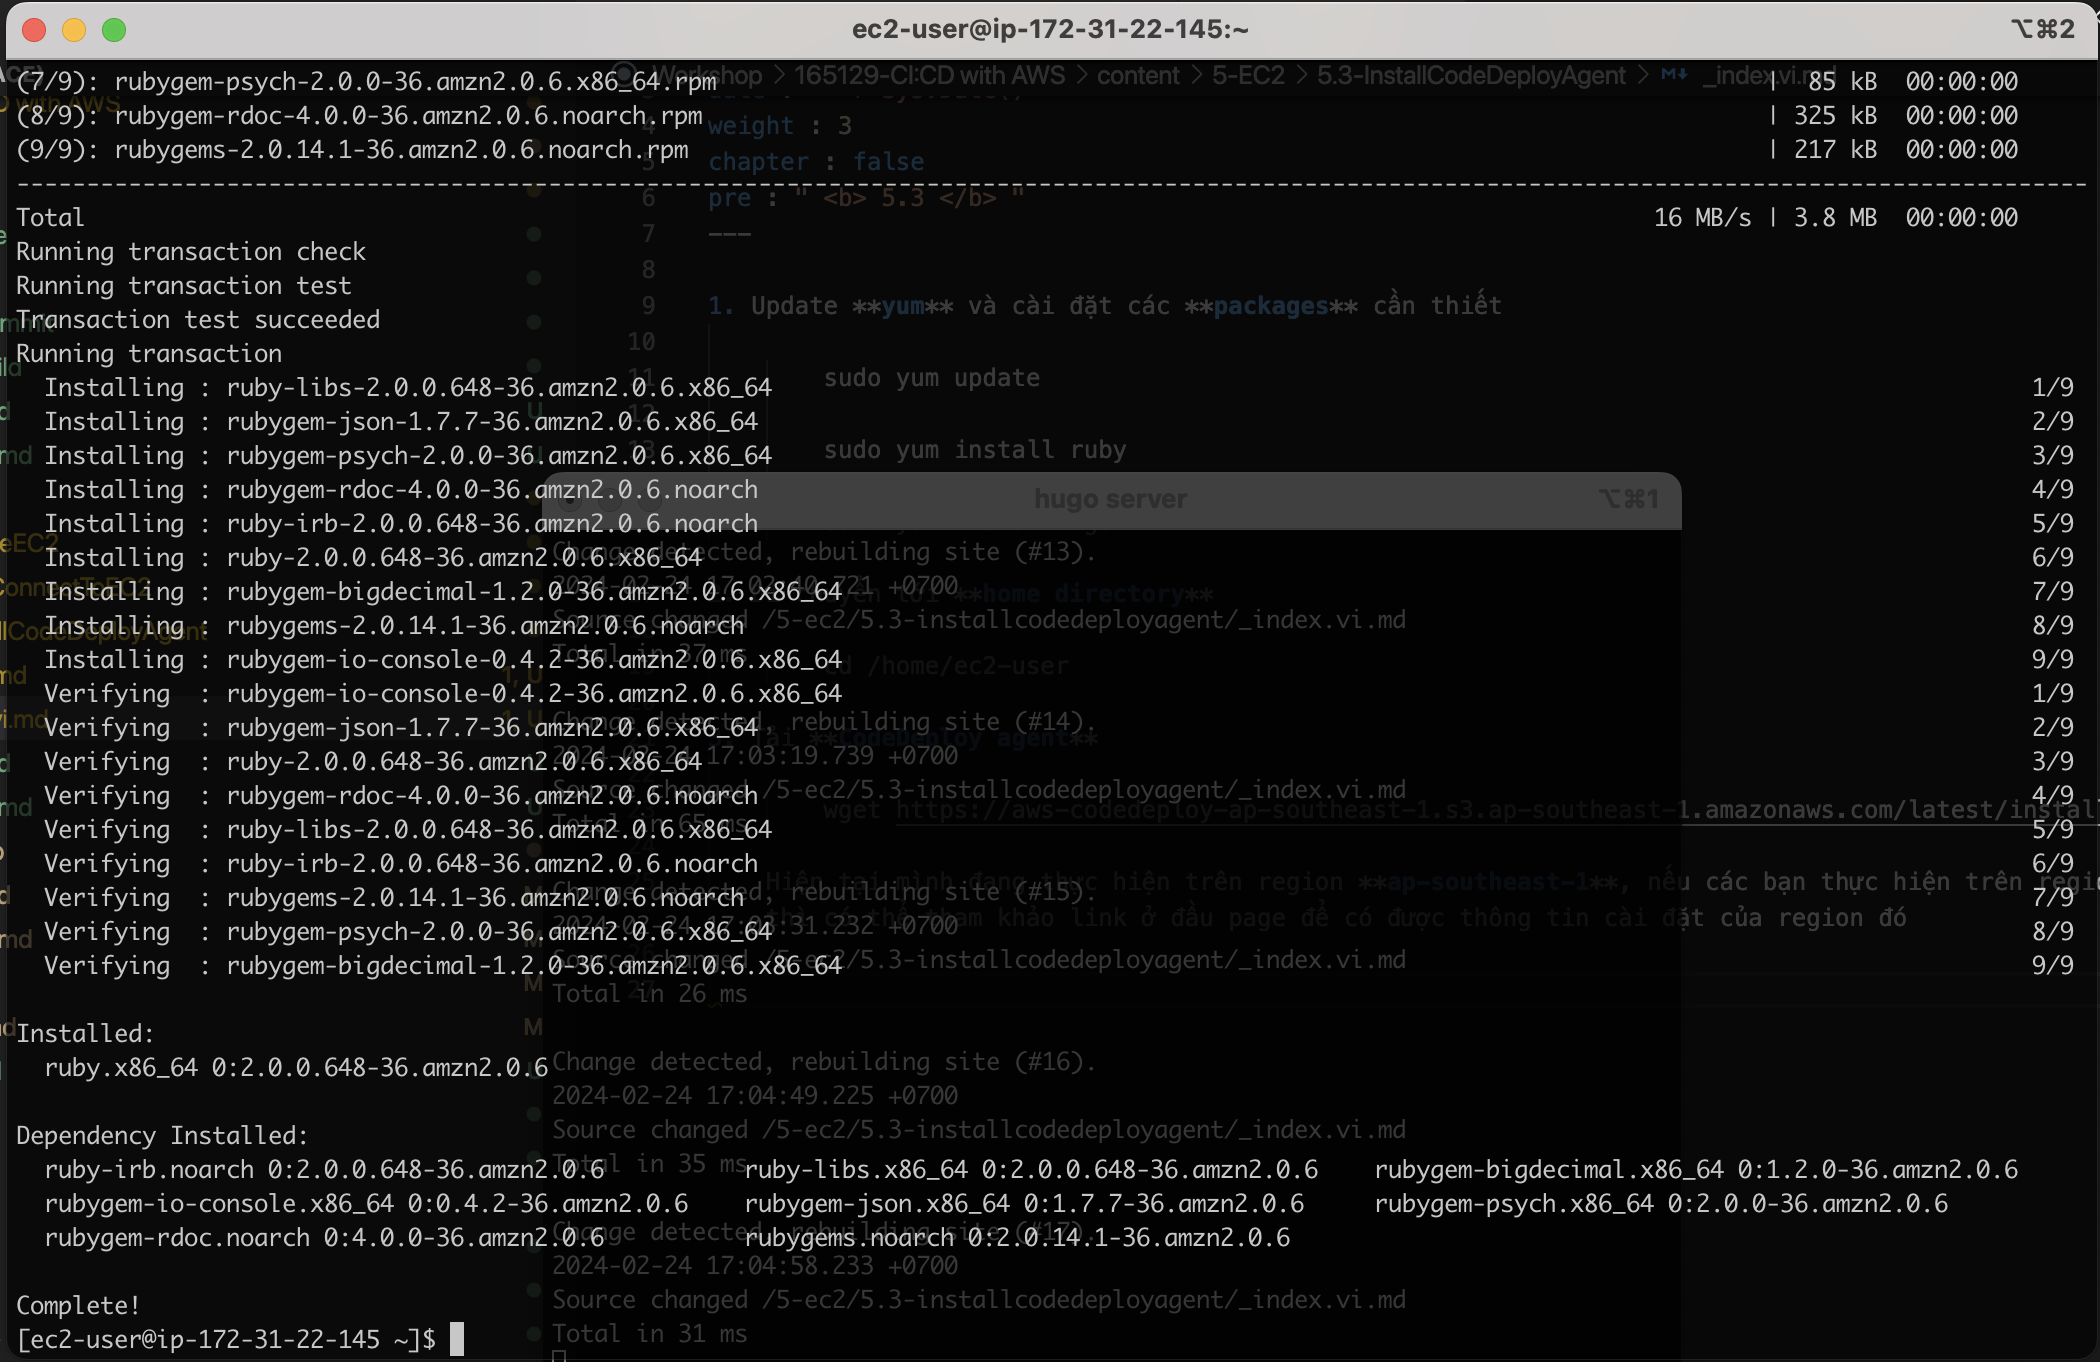 ec2-user@ip-172-31-22-145:~ ⌥⌘2
(7/9): rubygem-psych-2.0.0-36.amzn2.0.6.x86_64.rpm | 85 kB 00:00:00
(8/9): rubygem-rdoc-4.0.0-36.amzn2.0.6.noarch.rpm | 325 kB 00:00:00
(9/9): rubygems-2.0.14.1-36.amzn2.0.6.noarch.rpm | 217 kB 00:00:00
Total 16 MB/s | 3.8 MB 00:00:00
Running transaction check
Running transaction test
Transaction test succeeded
Running transaction
Installing : ruby-libs-2.0.0.648-36.amzn2.0.6.x86_64 1/9
Installing : rubygem-json-1.7.7-36.amzn2.0.6.x86_64 2/9
Installing : rubygem-psych-2.0.0-36.amzn2.0.6.x86_64 3/9
Installing : rubygem-rdoc-4.0.0-36.amzn2.0.6.noarch 4/9
Installing : ruby-irb-2.0.0.648-36.amzn2.0.6.noarch 5/9
Installing : ruby-2.0.0.648-36.amzn2.0.6.x86_64 6/9
Installing : rubygem-bigdecimal-1.2.0-36.amzn2.0.6.x86_64 7/9
Installing : rubygems-2.0.14.1-36.amzn2.0.6.noarch 8/9
Installing : rubygem-io-console-0.4.2-36.amzn2.0.6.x86_64 9/9
Verifying : rubygem-io-console-0.4.2-36.amzn2.0.6.x86_64 1/9
Verifying : rubygem-json-1.7.7-36.amzn2.0.6.x86_64 2/9
Verifying : ruby-2.0.0.648-36.amzn2.0.6.x86_64 3/9
Verifying : rubygem-rdoc-4.0.0-36.amzn2.0.6.noarch 4/9
Verifying : ruby-libs-2.0.0.648-36.amzn2.0.6.x86_64 5/9
Verifying : ruby-irb-2.0.0.648-36.amzn2.0.6.noarch 6/9
Verifying : rubygems-2.0.14.1-36.amzn2.0.6.noarch 7/9
Verifying : rubygem-psych-2.0.0-36.amzn2.0.6.x86_64 8/9
Verifying : rubygem-bigdecimal-1.2.0-36.amzn2.0.6.x86_64 9/9
Installed:
ruby.x86_64 0:2.0.0.648-36.amzn2.0.6
Dependency Installed:
ruby-irb.noarch 0:2.0.0.648-36.amzn2.0.6 ruby-libs.x86_64 0:2.0.0.648-36.amzn2.0.6 rubygem-bigdecimal.x86_64 0:1.2.0-36.amzn2.0.6
rubygem-io-console.x86_64 0:0.4.2-36.amzn2.0.6 rubygem-json.x86_64 0:1.7.7-36.amzn2.0.6 rubygem-psych.x86_64 0:2.0.0-36.amzn2.0.6
rubygem-rdoc.noarch 0:4.0.0-36.amzn2.0.6 rubygems.noarch 0:2.0.14.1-36.amzn2.0.6
Complete!
[ec2-user@ip-172-31-22-145 ~]$
Workshop > 165129-CI:CD with AWS > content > 5-EC2 > 5.3-InstallCodeDeployAgent > _index.vi.md
4 weight : 3
5 chapter : false
6 pre : " <b> 5.3 </b> "
7 ---
8
9 1. Update **yum** và cài đặt các **packages** cần thiết
10
11 sudo yum update
12
13 sudo yum install ruby
**home directory**
cd /home/ec2-user
**CodeDeploy agent**
wget https://aws-codedeploy-ap-southeast-1.s3.ap-southeast-1.amazonaws.com/latest/install
Hiện tại mình đang thực hiện trên region **ap-southeast-1**, nếu các bạn thực hiện trên
thì có thể tham khảo link ở đầu page để có được thông tin cài đặt của region đó
27
hugo server ⌥⌘1
Change detected, rebuilding site (#13).
2024-02-24 17:02:40.721 +0700
Source changed /5-ec2/5.3-installcodedeployagent/_index.vi.md
Total in 37 ms
Change detected, rebuilding site (#14).
2024-02-24 17:03:19.739 +0700
Source changed /5-ec2/5.3-installcodedeployagent/_index.vi.md
Total in 65 ms
Change detected, rebuilding site (#15).
31.232 +0700
Source changed /5-ec2/5.3-installcodedeployagent/_index.vi.md
Total in 26 ms
Change detected, rebuilding site (#16).
2024-02-24 17:04:49.225 +0700
Source changed /5-ec2/5.3-installcodedeployagent/_index.vi.md
Total in 35 ms
Change detected, rebuilding site (#17).
2024-02-24 17:04:58.233 +0700
Source changed /5-ec2/5.3-installcodedeployagent/_index.vi.md
Total in 31 ms